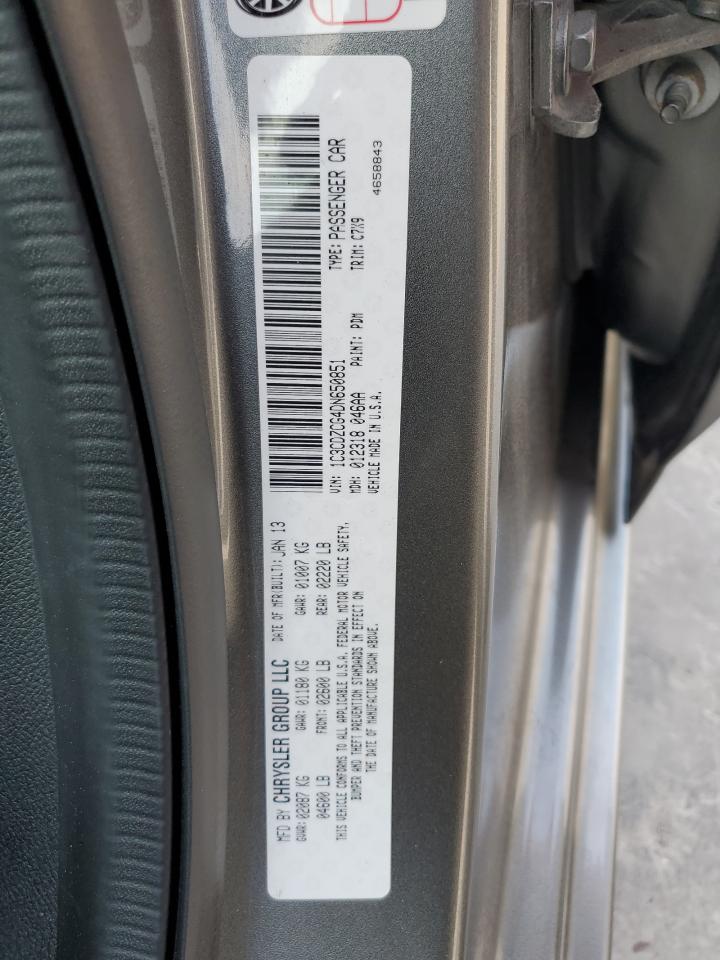 MFD BY CHRYSLER GROUP LLC DATE OF MFR(BUILT): JAN 13
GVWR: 02087 KG GAWR: 01180 KG GAWR: 01007 KG
04600 LB FRONT: 02600 LB REAR: 02220 LB
THIS VEHICLE CONFORMS TO ALL APPLICABLE U.S.A. FEDERAL MOTOR VEHICLE SAFETY,
BUMPER AND THEFT PREVENTION STANDARDS IN EFFECT ON
THE DATE OF MANUFACTURE SHOWN ABOVE.
VIN: 1C3CDZCG4DN650851 TYPE: PASSENGER CAR
MDH: 012318 046AA PAINT: PDM TRIM: C7X9
VEHICLE MADE IN U.S.A. 4658843